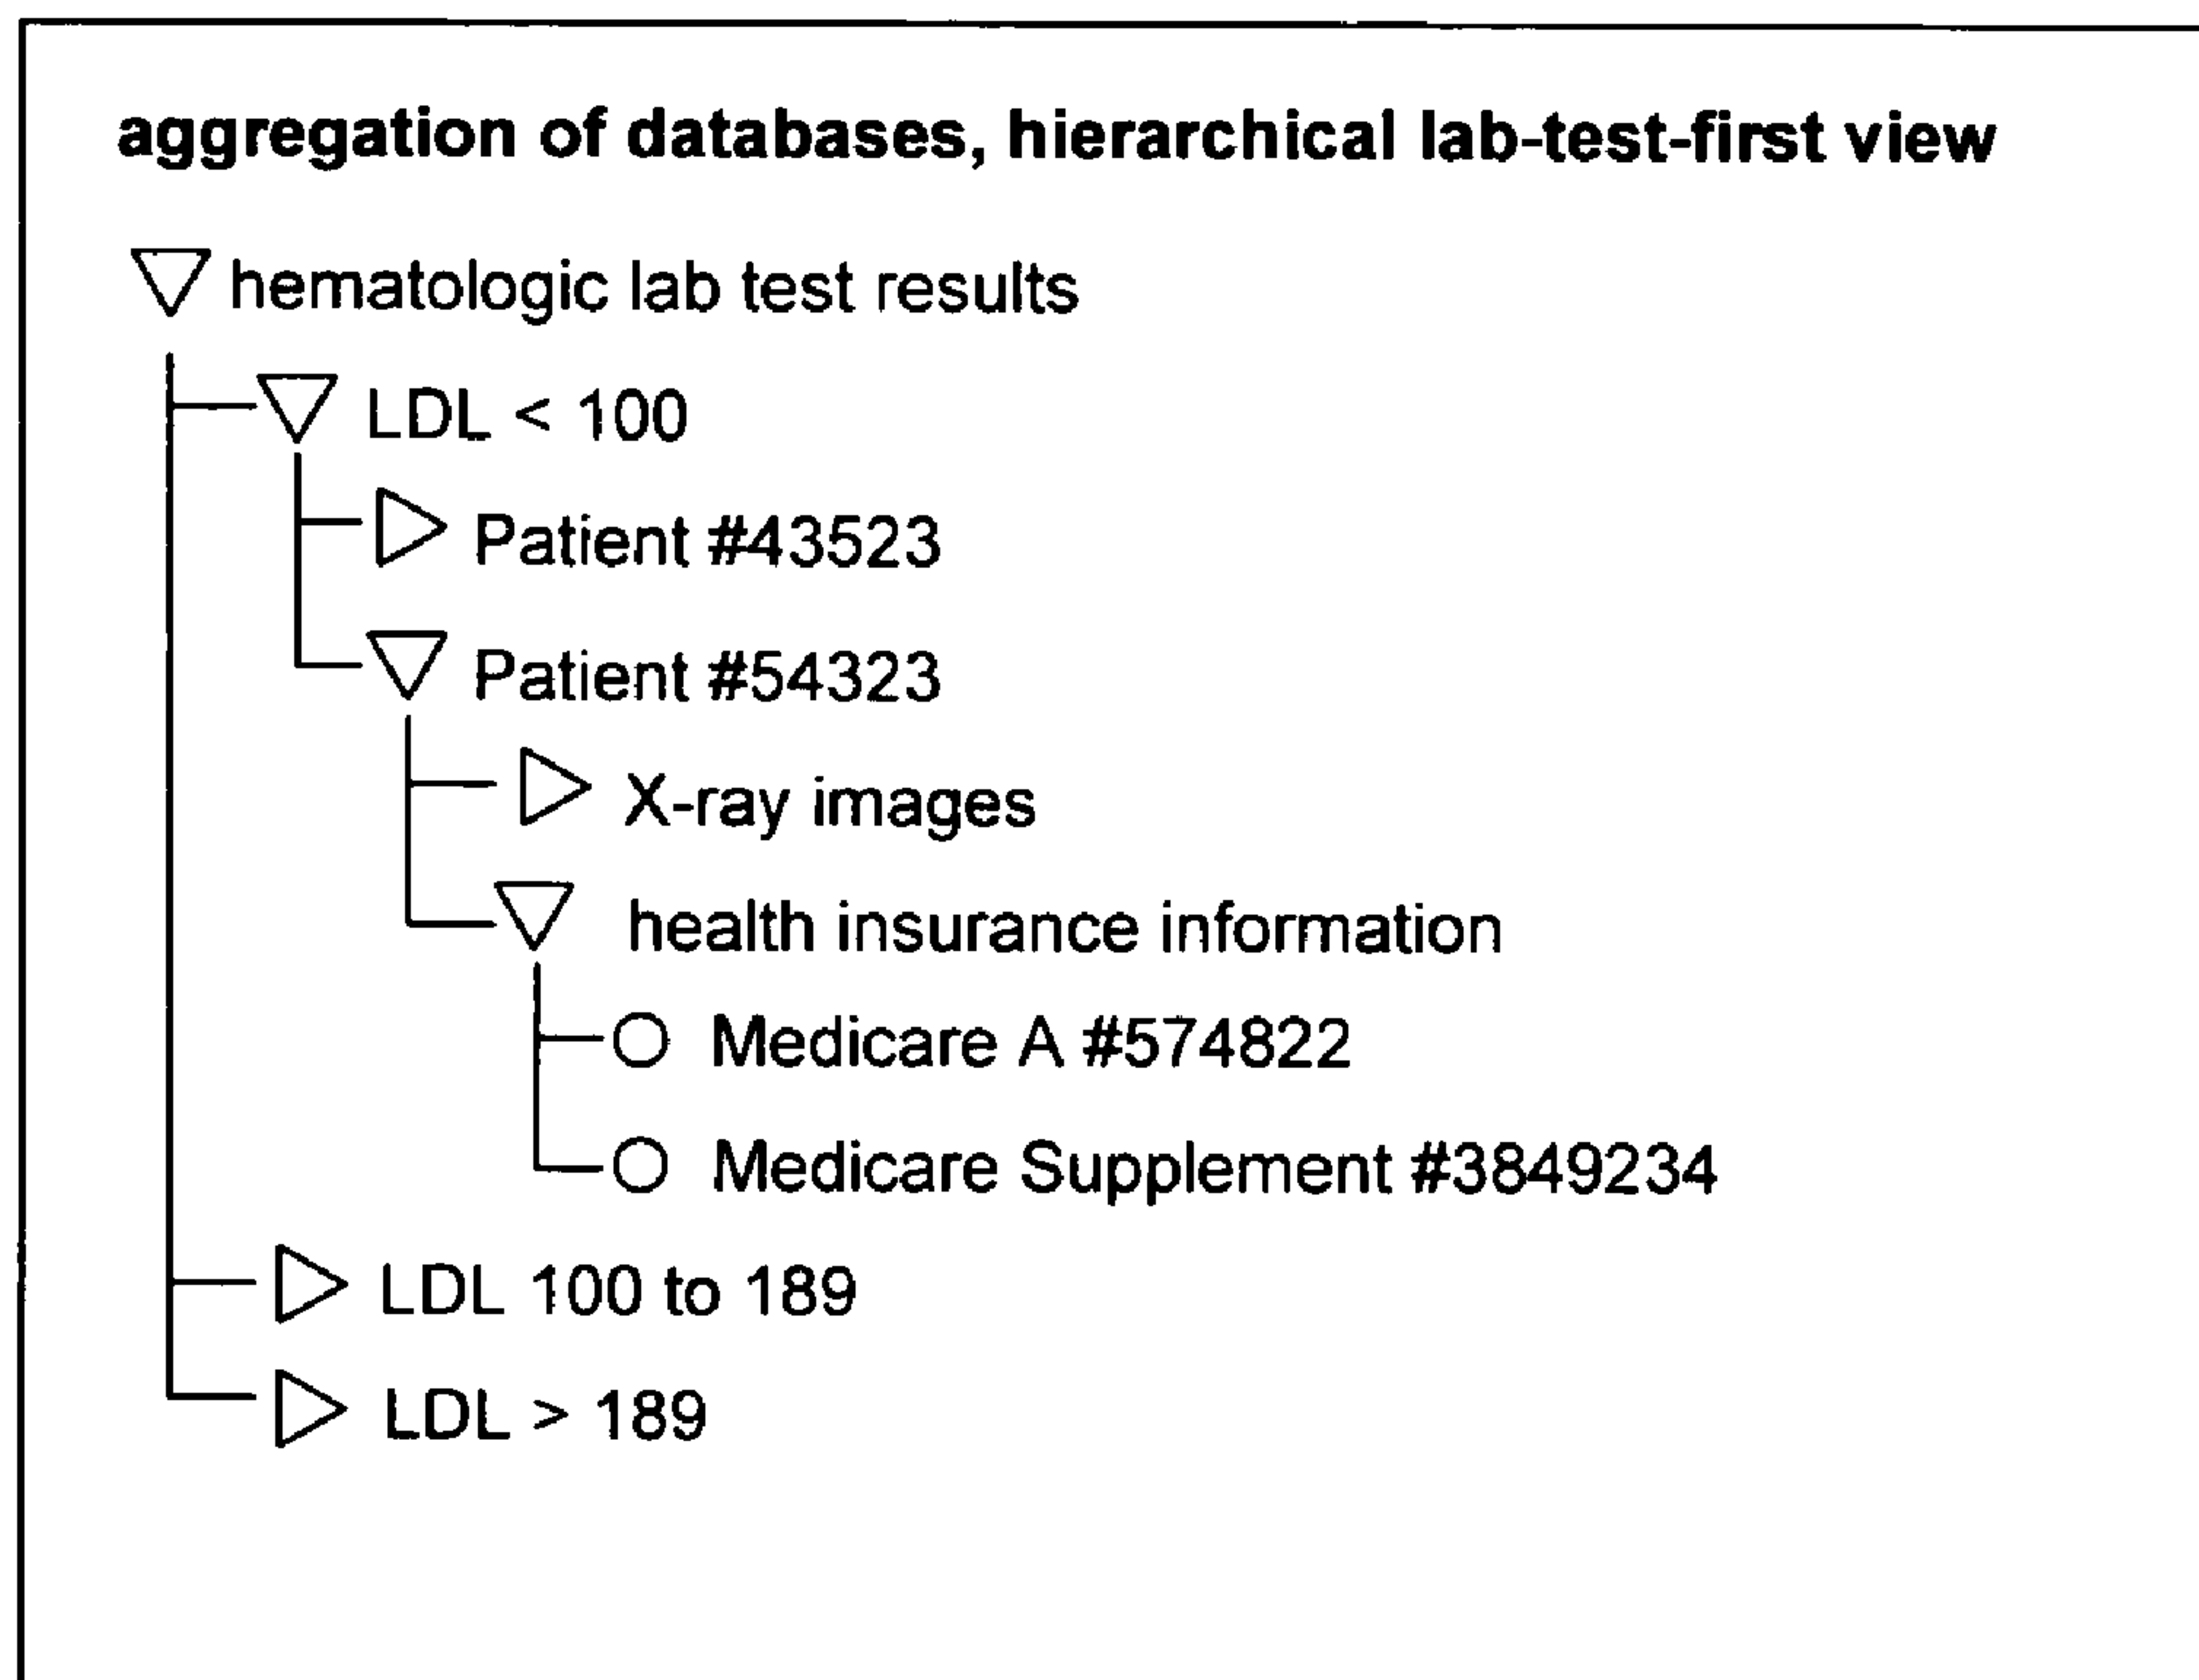 aggregation of databases, hierarchical lab-test-first view
hematologic lab test results
LDL < 100
Patient #43523
Patient #54323
X-ray images
health insurance information
Medicare A #574822
Medicare Supplement #3849234
LDL 100 to 189
LDL > 189